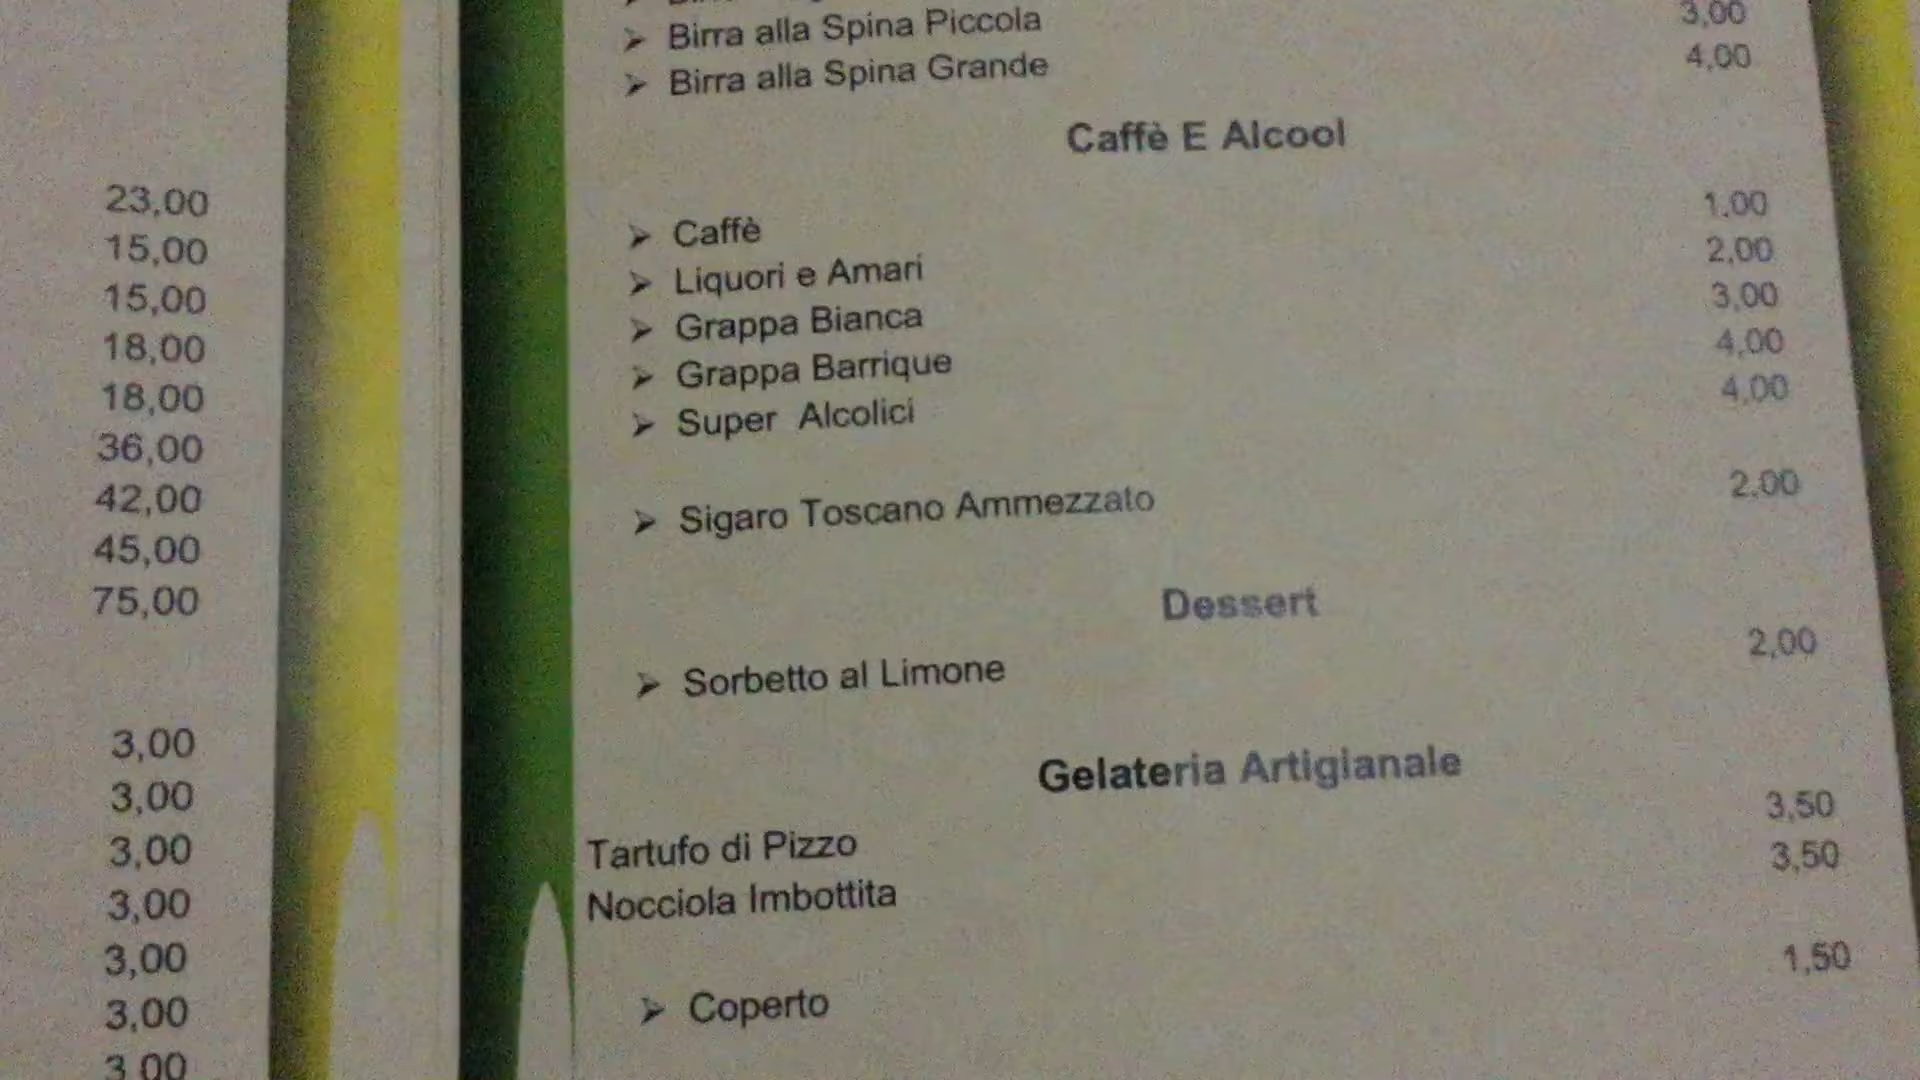 23,00
15,00
15,00
18,00
18,00
36,00
42,00
45,00
75,00
3,00
3,00
3,00
3,00
3,00
3,00
3,00
➢ Birra alla Spina Piccola 3,00
➢ Birra alla Spina Grande 4,00
Caffè E Alcool
➢ Caffè 1,00
➢ Liquori e Amari 2,00
➢ Grappa Bianca 3,00
➢ Grappa Barrique 4,00
➢ Super Alcolici 4,00
➢ Sigaro Toscano Ammezzato 2,00
Dessert
➢ Sorbetto al Limone 2,00
Gelateria Artigianale
Tartufo di Pizzo 3,50
Nocciola Imbottita 3,50
➢ Coperto 1,50